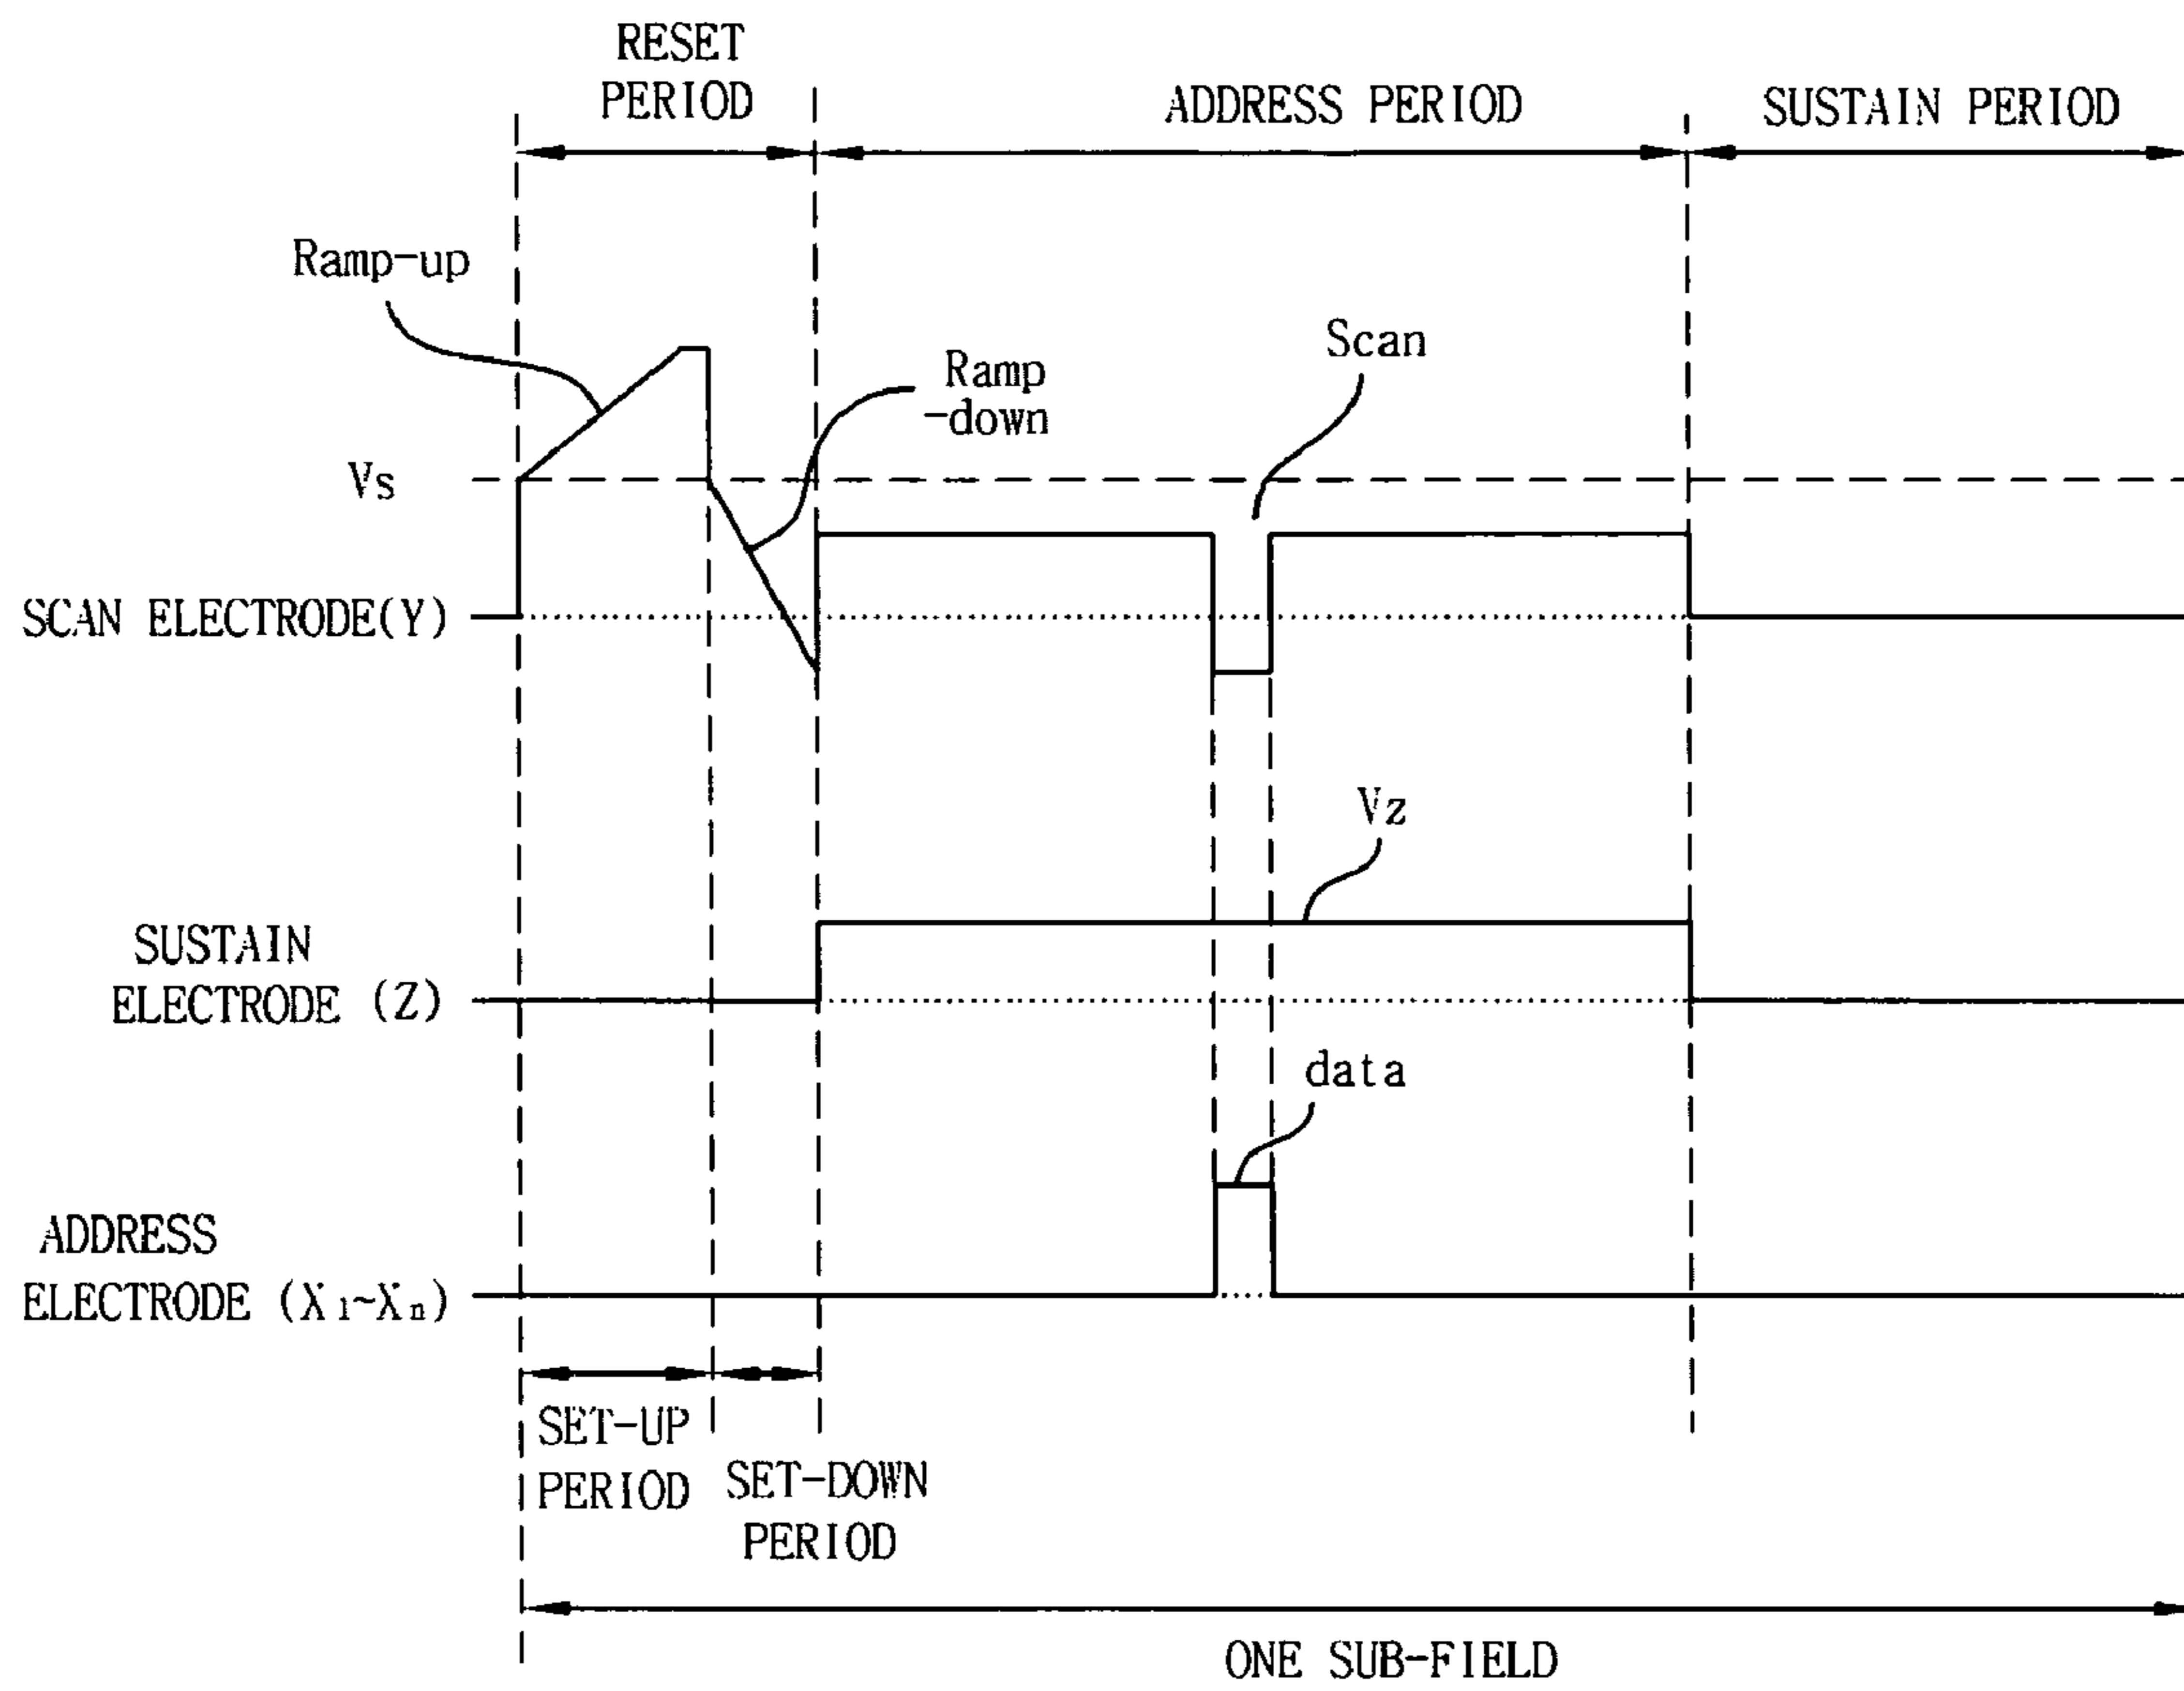 RESET
PERIOD
ADDRESS PERIOD
SUSTAIN PERIOD
Ramp-up
Ramp
-down
Scan
Vs
SCAN ELECTRODE(Y)
Vz
SUSTAIN
ELECTRODE (Z)
data
ADDRESS
ELECTRODE (X1~Xn)
SET-UP
PERIOD
SET-DOWN
PERIOD
ONE SUB-FIELD